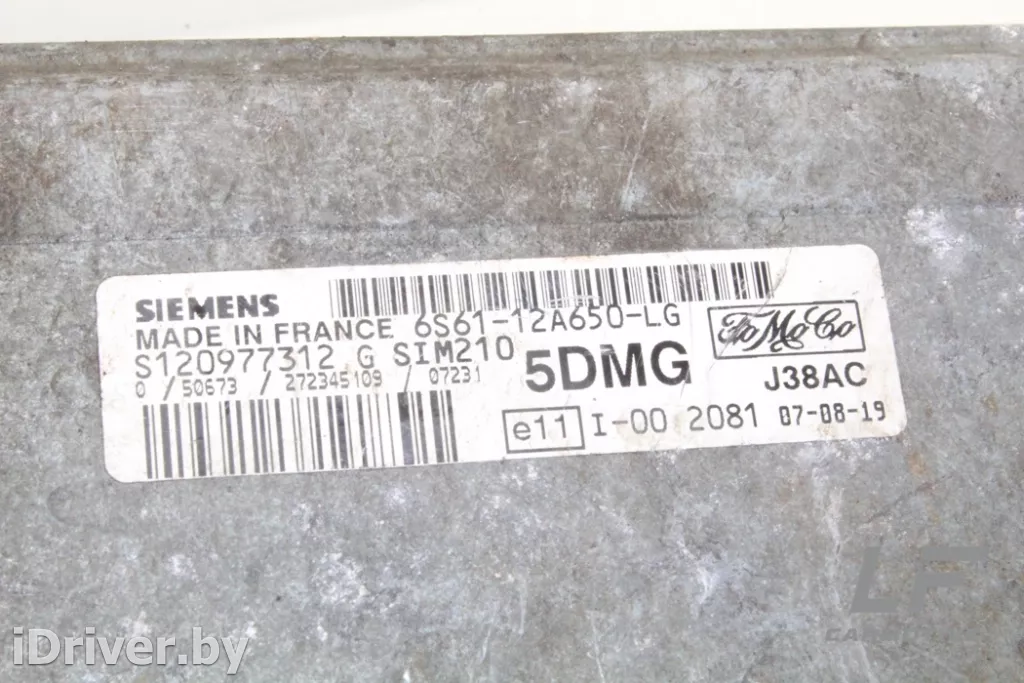 SIEMENS
MADE IN FRANCE 6S61-12A650-LG
S120977312 G SIM210
0 / 50673 / 272345109 / 07231
5DMG
FoMoCo
J38AC
e11 I-00 2081 07-08-19
LF
iDriver.by